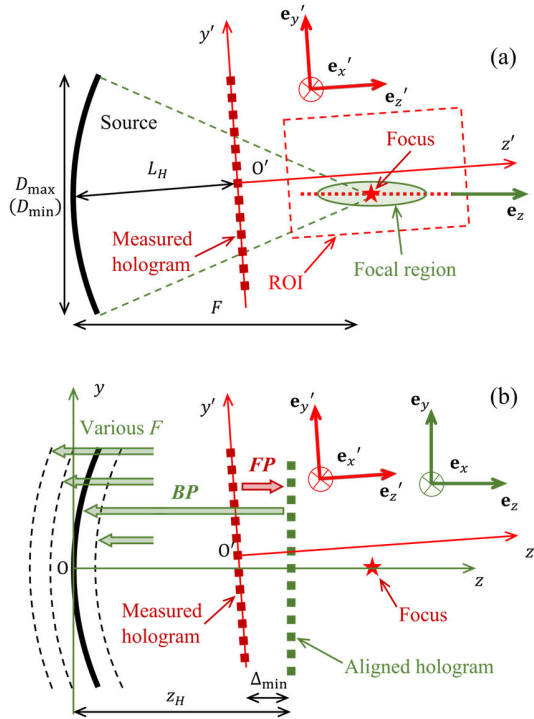 (a)
y′
e_y′
e_x′
e_z′
Source
Focus
z′
L_H
O′
D_max
(D_min)
e_z
Measured
hologram
ROI
Focal region
F
(b)
y
y′
e_y′
e_y
Various F
FP
e_x′
e_x
BP
e_z′
e_z
O′
z
O
z
Measured
hologram
Focus
Aligned hologram
Δ_min
z_H